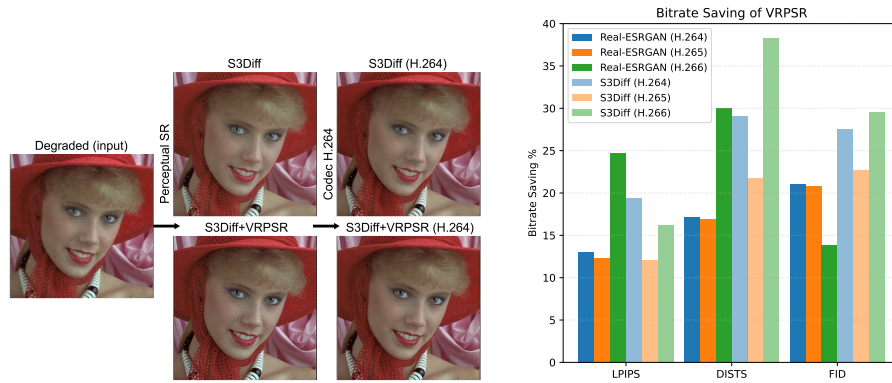 S3Diff
S3Diff (H.264)
Degraded (input)
Perceptual SR
Codec H.264
S3Diff+VRPSR
S3Diff+VRPSR (H.264)
Bitrate Saving of VRPSR
Bitrate Saving %
40
35
30
25
20
15
10
5
0
Real-ESRGAN (H.264)
Real-ESRGAN (H.265)
Real-ESRGAN (H.266)
S3Diff (H.264)
S3Diff (H.265)
S3Diff (H.266)
LPIPS
DISTS
FID